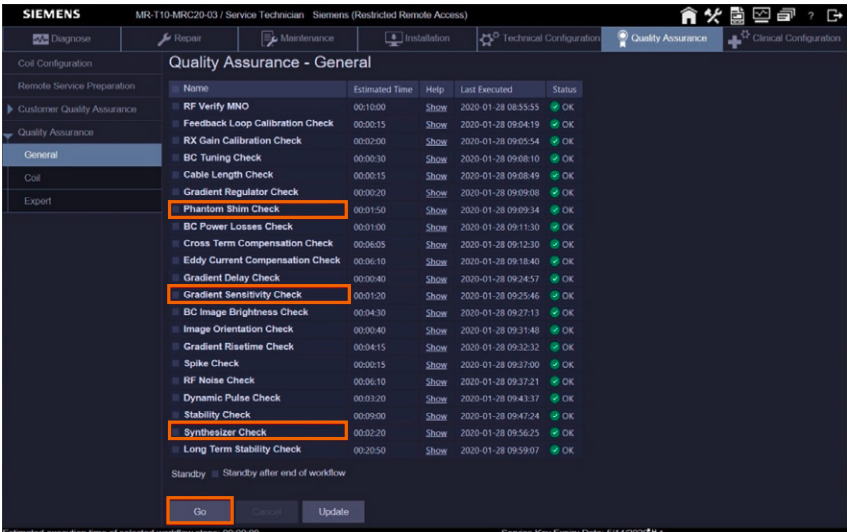 SIEMENS MR-T10-MRC20-03 / Service Technician Siemens (Restricted Remote Access) ?
Diagnose Repair Maintenance Installation Technical Configuration Quality Assurance Clinical Configuration
Coil Configuration
Remote Service Preparation
Customer Quality Assurance
Quality Assurance
General
Coil
Expert
Quality Assurance - General
Name Estimated Time Help Last Executed Status
RF Verify MNO 00:10:00 Show 2020-01-28 08:55:55 OK
Feedback Loop Calibration Check 00:00:15 Show 2020-01-28 09:04:19 OK
RX Gain Calibration Check 00:02:00 Show 2020-01-28 09:05:54 OK
BC Tuning Check 00:00:30 Show 2020-01-28 09:08:10 OK
Cable Length Check 00:00:15 Show 2020-01-28 09:08:49 OK
Gradient Regulator Check 00:00:20 Show 2020-01-28 09:09:08 OK
Phantom Shim Check 00:01:50 Show 2020-01-28 09:09:34 OK
BC Power Losses Check 00:01:00 Show 2020-01-28 09:11:30 OK
Cross Term Compensation Check 00:06:05 Show 2020-01-28 09:12:30 OK
Eddy Current Compensation Check 00:06:10 Show 2020-01-28 09:18:40 OK
Gradient Delay Check 00:00:40 Show 2020-01-28 09:24:57 OK
Gradient Sensitivity Check 00:01:20 Show 2020-01-28 09:25:46 OK
BC Image Brightness Check 00:04:30 Show 2020-01-28 09:27:13 OK
Image Orientation Check 00:00:40 Show 2020-01-28 09:31:48 OK
Gradient Risetime Check 00:04:15 Show 2020-01-28 09:32:32 OK
Spike Check 00:00:15 Show 2020-01-28 09:37:00 OK
RF Noise Check 00:06:10 Show 2020-01-28 09:37:21 OK
Dynamic Pulse Check 00:03:20 Show 2020-01-28 09:43:37 OK
Stability Check 00:09:00 Show 2020-01-28 09:47:24 OK
Synthesizer Check 00:02:20 Show 2020-01-28 09:56:25 OK
Long Term Stability Check 00:20:50 Show 2020-01-28 09:59:07 OK
Standby Standby after end of workflow
Go Cancel Update
Estimated execution time of selected workflow steps: 00:00:00 Service Key Expiry Date: